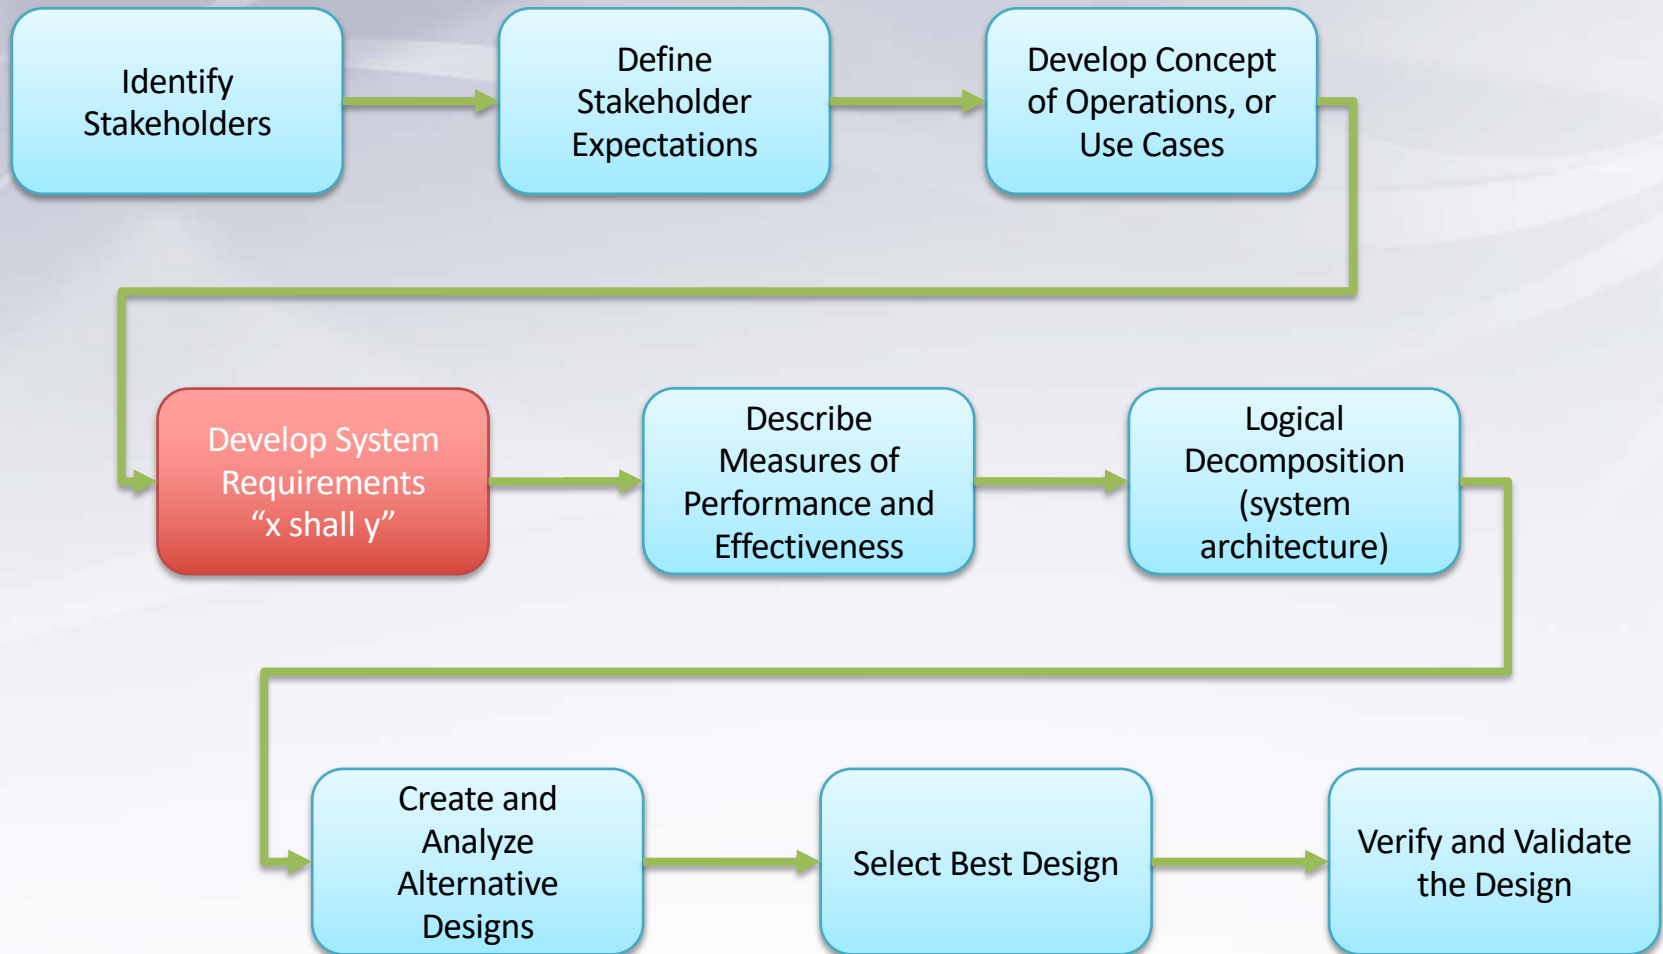 Identify
Stakeholders
Define
Stakeholder
Expectations
Develop Concept
of Operations, or
Use Cases
Develop System
Requirements
“x shall y”
Describe
Measures of
Performance and
Effectiveness
Logical
Decomposition
(system
architecture)
Create and
Analyze
Alternative
Designs
Select Best Design
Verify and Validate
the Design